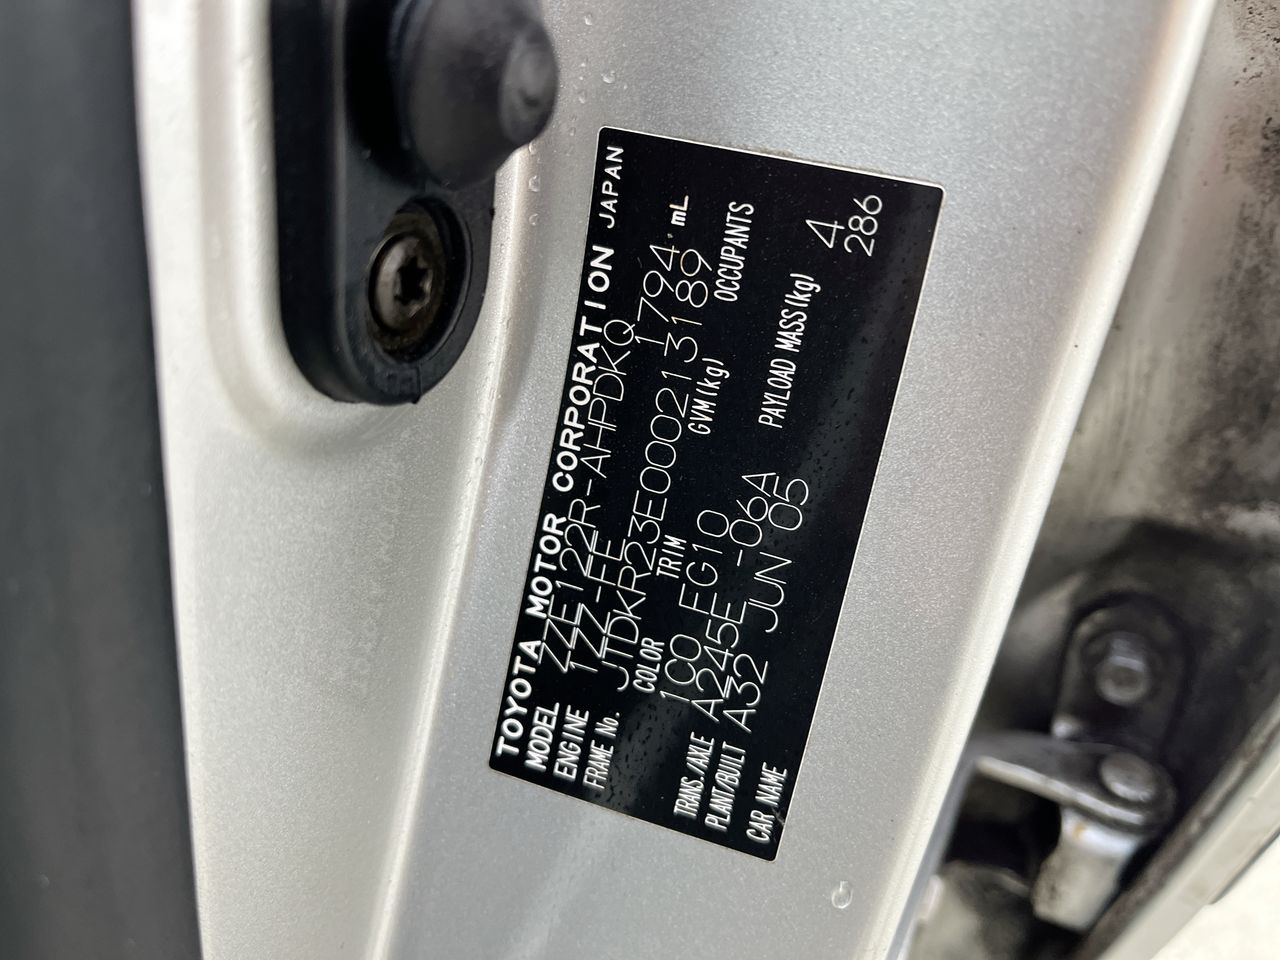 TOYOTA MOTOR CORPORATION JAPAN
MODEL ZZE122R-AHPDKQ
ENGINE 1ZZ-FE 1794 mL
FRAME No. JTDKR23E000213189
COLOR TRIM GVM(kg) OCCUPANTS
1C0 FG10 4
TRANS./AXLE A245E -06A PAYLOAD MASS(kg) 286
PLANT/BUILT A32 JUN 05
CAR NAME